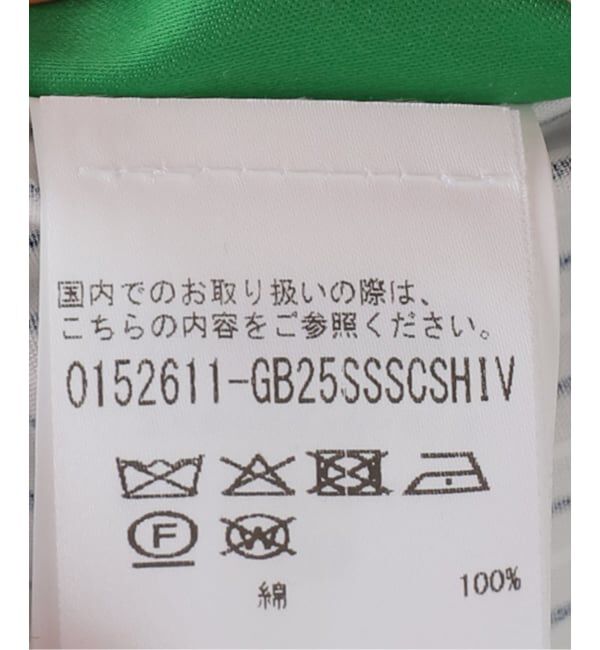 国内でのお取り扱いの際は、
こちらの内容をご参照ください。
0152611-GB25SSSCSHIV
F W
綿 100%